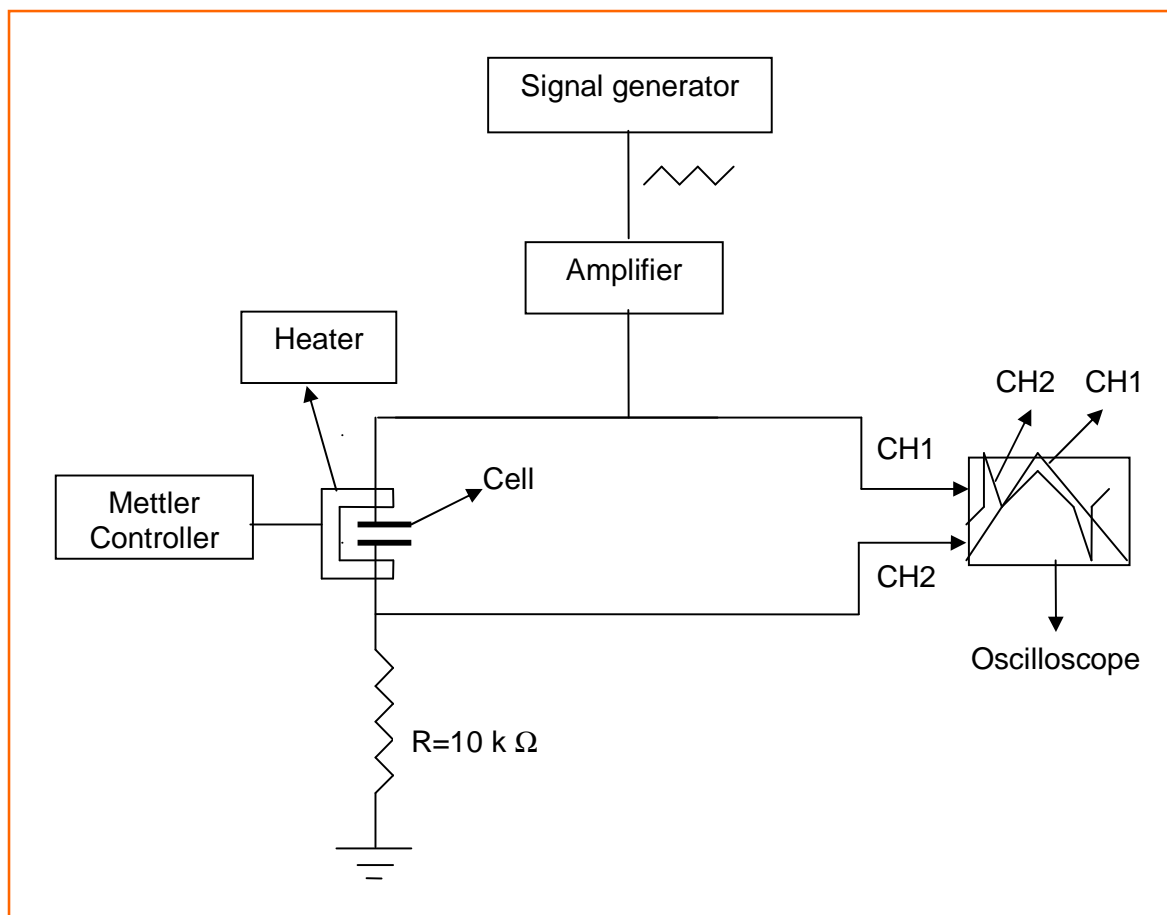 Signal generator
Amplifier
Heater
CH2
CH1
CH1
Cell
Mettler
Controller
CH2
Oscilloscope
R=10 k Ω